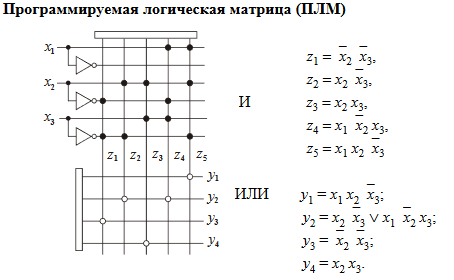 Программируемая логическая матрица (ПЛМ)
x₁
x₂
x₃
z₁ z₂ z₃ z₄ z₅
y₁
y₂
y₃
y₄
И
ИЛИ
z₁ = x̅₂ x̅₃,
z₂ = x₂ x̅₃,
z₃ = x₂ x₃,
z₄ = x₁ x̅₂ x₃,
z₅ = x₁ x₂ x̅₃
y₁ = x₁ x₂ x̅₃;
y₂ = x₂ x̅₃ ∨ x₁ x̅₂ x₃;
y₃ = x̅₂ x̅₃;
y₄ = x₂ x₃.